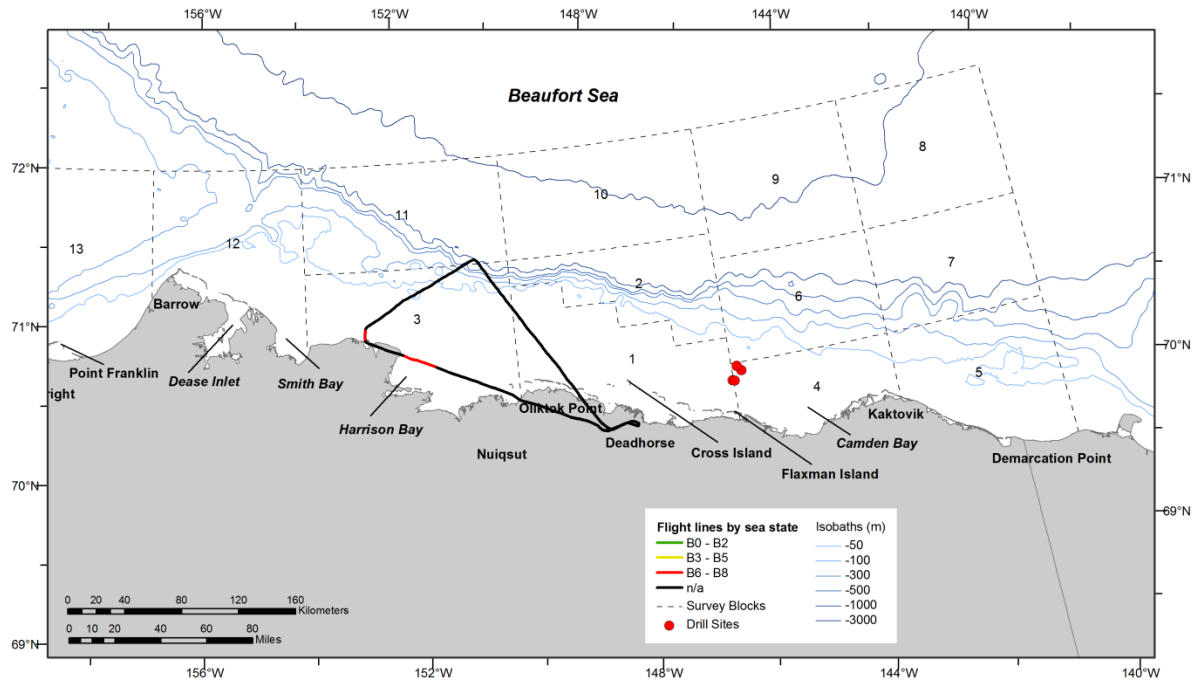 156°W 152°W 148°W 144°W 140°W
Beaufort Sea
8
72°N 71°N
9
10
11
13 12
7
2 6
3
71°N 70°N
Barrow
1
Point Franklin
right
Dease Inlet
Smith Bay
5
4
Harrison Bay
Oliktok Point
Kaktovik
Nuiqsut
Deadhorse
Cross Island
Camden Bay
Flaxman Island
Demarcation Point
70°N 69°N
Flight lines by sea state
B0 - B2
B3 - B5
B6 - B8
n/a
Survey Blocks
Drill Sites
Isobaths (m)
-50
-100
-300
-500
-1000
-3000
0 20 40 80 120 160
Kilometers
0 10 20 40 60 80
Miles
69°N
156°W 152°W 148°W 144°W 140°W